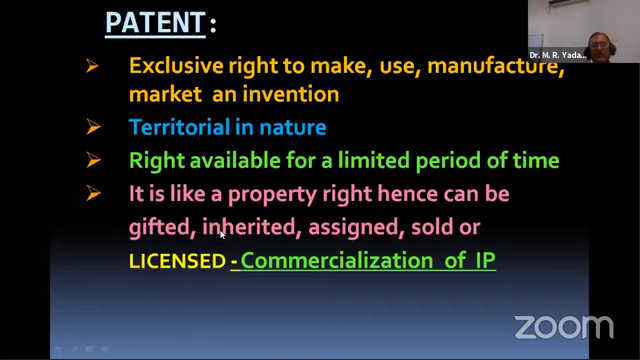 PATENT:
Exclusive right to make, use, manufacture,
market an invention
Territorial in nature
Right available for a limited period of time
It is like a property right hence can be
gifted, inherited, assigned, sold or
LICENSED - Commercialization of IP
Dr. M. R. Yada...
zoom